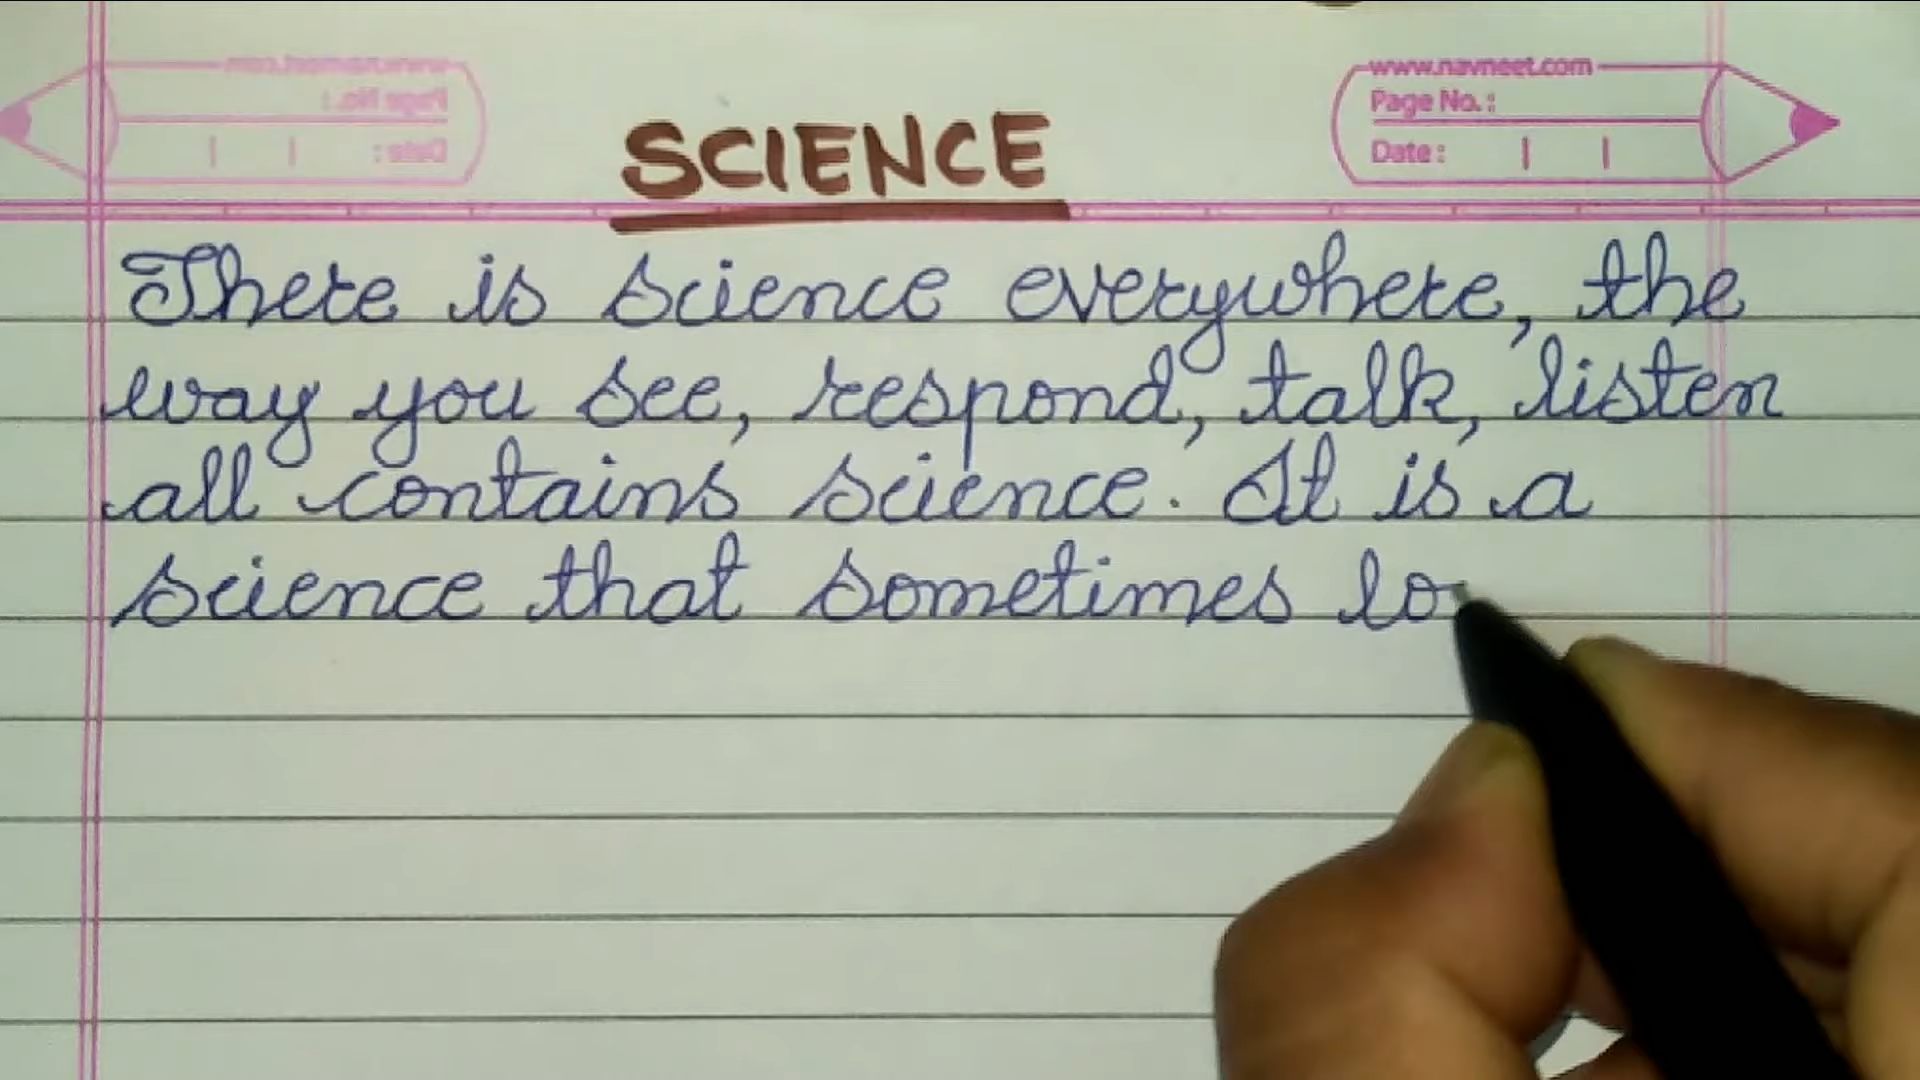 www.navneet.com
Page No. :
Date :
SCIENCE
There is science everywhere, the
way you see, respond, talk, listen
all contains science. It is a
science that sometimes lo